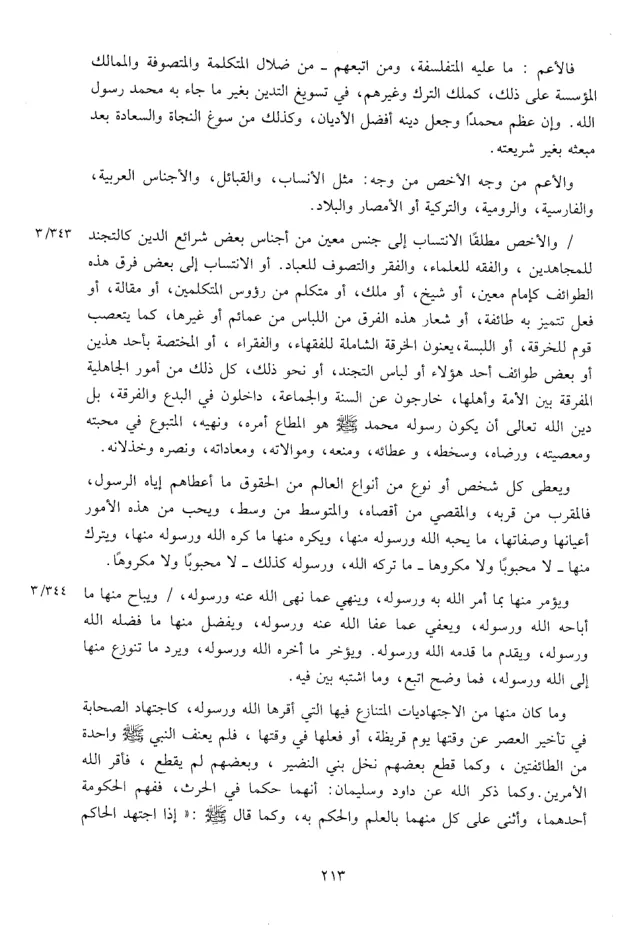 فالأعم : ما عليه المتفلسفة، ومن اتبعهم ـ من ضلال المتكلمة والمتصوفة والممالك
المؤسسة على ذلك، كملك الترك وغيرهم، في تسويغ التدين بغير ما جاء به محمد رسول
الله. وإن عظم محمدًا وجعل دينه أفضل الأديان، وكذلك من سوغ النجاة والسعادة بعد
مبعثه بغير شريعته.
والأعم من وجه الأخص من وجه: مثل الأنساب، والقبائل، والأجناس العربية،
والفارسية، والرومية، والتركية أو الأمصار والبلاد.
/ والأخص مطلقًا الانتساب إلى جنس معين من أجناس بعض شرائع الدين كالتجند ٣/٣٤٣
للمجاهدين ، والفقه للعلماء، والفقر والتصوف للعباد. أو الانتساب إلى بعض فرق هذه
الطوائف كإمام معين، أو شيخ، أو ملك، أو متكلم من رؤوس المتكلمين، أو مقالة، أو
فعل تتميز به طائفة، أو شعار هذه الفرق من اللباس من عمائم أو غيرها، كما يتعصب
قوم للخرقة، أو اللبسة،يعنون الخرقة الشاملة للفقهاء، والفقراء ، أو المختصة بأحد هذين
أو بعض طوائف أحد هؤلاء أو لباس التجند، أو نحو ذلك، كل ذلك من أمور الجاهلية
المفرقة بين الأمة وأهلها، خارجون عن السنة والجماعة، داخلون في البدع والفرقة، بل
دين الله تعالى أن يكون رسوله محمد ﷺ هو المطاع أمره، ونهيه، المتبوع في محبته
ومعصيته، ورضاه، وسخطه، و عطائه، ومنعه، وموالاته، ومعاداته، ونصره وخذلانه.
ويعطى كل شخص أو نوع من أنواع العالم من الحقوق ما أعطاهم إياه الرسول،
فالمقرب من قربه، والمقصي من أقصاه، والمتوسط من وسط، ويحب من هذه الأمور
أعيانها وصفاتها، ما يحبه الله ورسوله منها، ويكره منها ما كره الله ورسوله منها، ويترك
منها ـ لا محبوبًا ولا مكروها ـ ما تركه الله، ورسوله كذلك ـ لا محبوبًا ولا مكروهًا.
ويؤمر منها بما أمر الله به ورسوله، وينهي عما نهى الله عنه ورسوله، / ويباح منها ما ٣/٣٤٤
أباحه الله ورسوله، ويعفي عما عفا الله عنه ورسوله، ويفضل منها ما فضله الله
ورسوله، ويقدم ما قدمه الله ورسوله. ويؤخر ما أخره الله ورسوله، ويرد ما تنوزع منها
إلى الله ورسوله، فما وضح اتبع، وما اشتبه بين فيه.
وما كان منها من الاجتهاديات المتنازع فيها التي أقرها الله ورسوله، كاجتهاد الصحابة
في تأخير العصر عن وقتها يوم قريظة، أو فعلها في وقتها ، فلم يعنف النبي ﷺ واحدة
من الطائفتين ، وكما قطع بعضهم نخل بني النضير ، وبعضهم لم يقطع ، فأقر الله
الأمرين.وكما ذكر الله عن داود وسليمان: أنهما حكما في الحرث، ففهم الحكومة
أحدهما، وأثنى على كل منهما بالعلم والحكم به، وكما قال ﷺ :« إذا اجتهد الحاكم
٢١٣